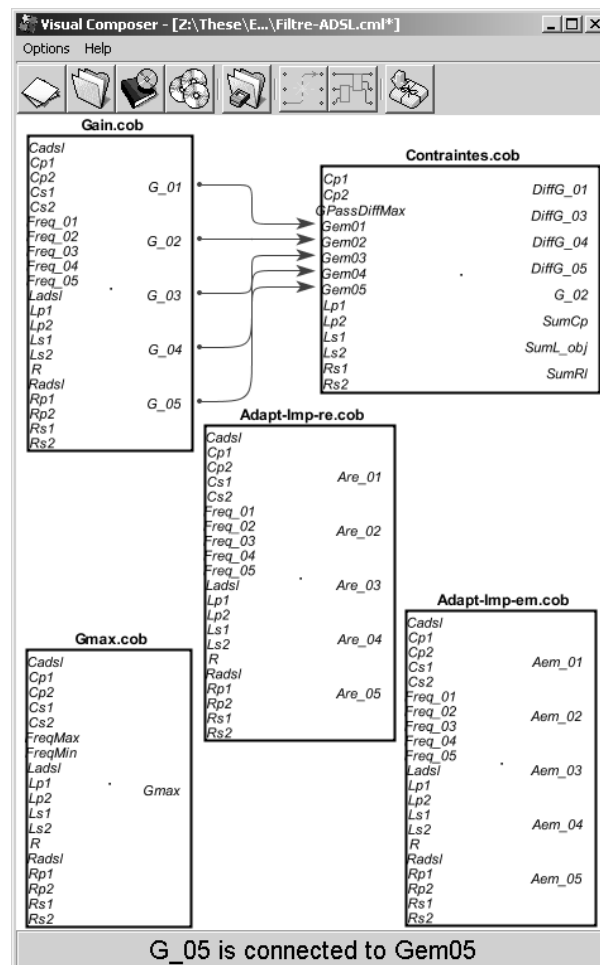 Visual Composer - [Z:\These\E...\Filtre-ADSL.cml*]
Options Help
Gain.cob
Cadsl
Cp1
Cp2
Cs1
Cs2
Freq_01
Freq_02
Freq_03
Freq_04
Freq_05
Ladsl
Lp1
Lp2
Ls1
Ls2
R
Radsl
Rp1
Rp2
Rs1
Rs2
G_01
G_02
G_03
G_04
G_05
Contraintes.cob
Cp1
Cp2
GPassDiffMax
Gem01
Gem02
Gem03
Gem04
Gem05
Lp1
Lp2
Ls1
Ls2
Rs1
Rs2
DiffG_01
DiffG_03
DiffG_04
DiffG_05
G_02
SumCp
SumL_obj
SumRl
Adapt-Imp-re.cob
Cadsl
Cp1
Cp2
Cs1
Cs2
Freq_01
Freq_02
Freq_03
Freq_04
Freq_05
Ladsl
Lp1
Lp2
Ls1
Ls2
R
Radsl
Rp1
Rp2
Rs1
Rs2
Are_01
Are_02
Are_03
Are_04
Are_05
Gmax.cob
Cadsl
Cp1
Cp2
Cs1
Cs2
FreqMax
FreqMin
Ladsl
Lp1
Lp2
Ls1
Ls2
R
Radsl
Rp1
Rp2
Rs1
Rs2
Gmax
Adapt-Imp-em.cob
Cadsl
Cp1
Cp2
Cs1
Cs2
Freq_01
Freq_02
Freq_03
Freq_04
Freq_05
Ladsl
Lp1
Lp2
Ls1
Ls2
R
Radsl
Rp1
Rp2
Rs1
Rs2
Aem_01
Aem_02
Aem_03
Aem_04
Aem_05
G_05 is connected to Gem05